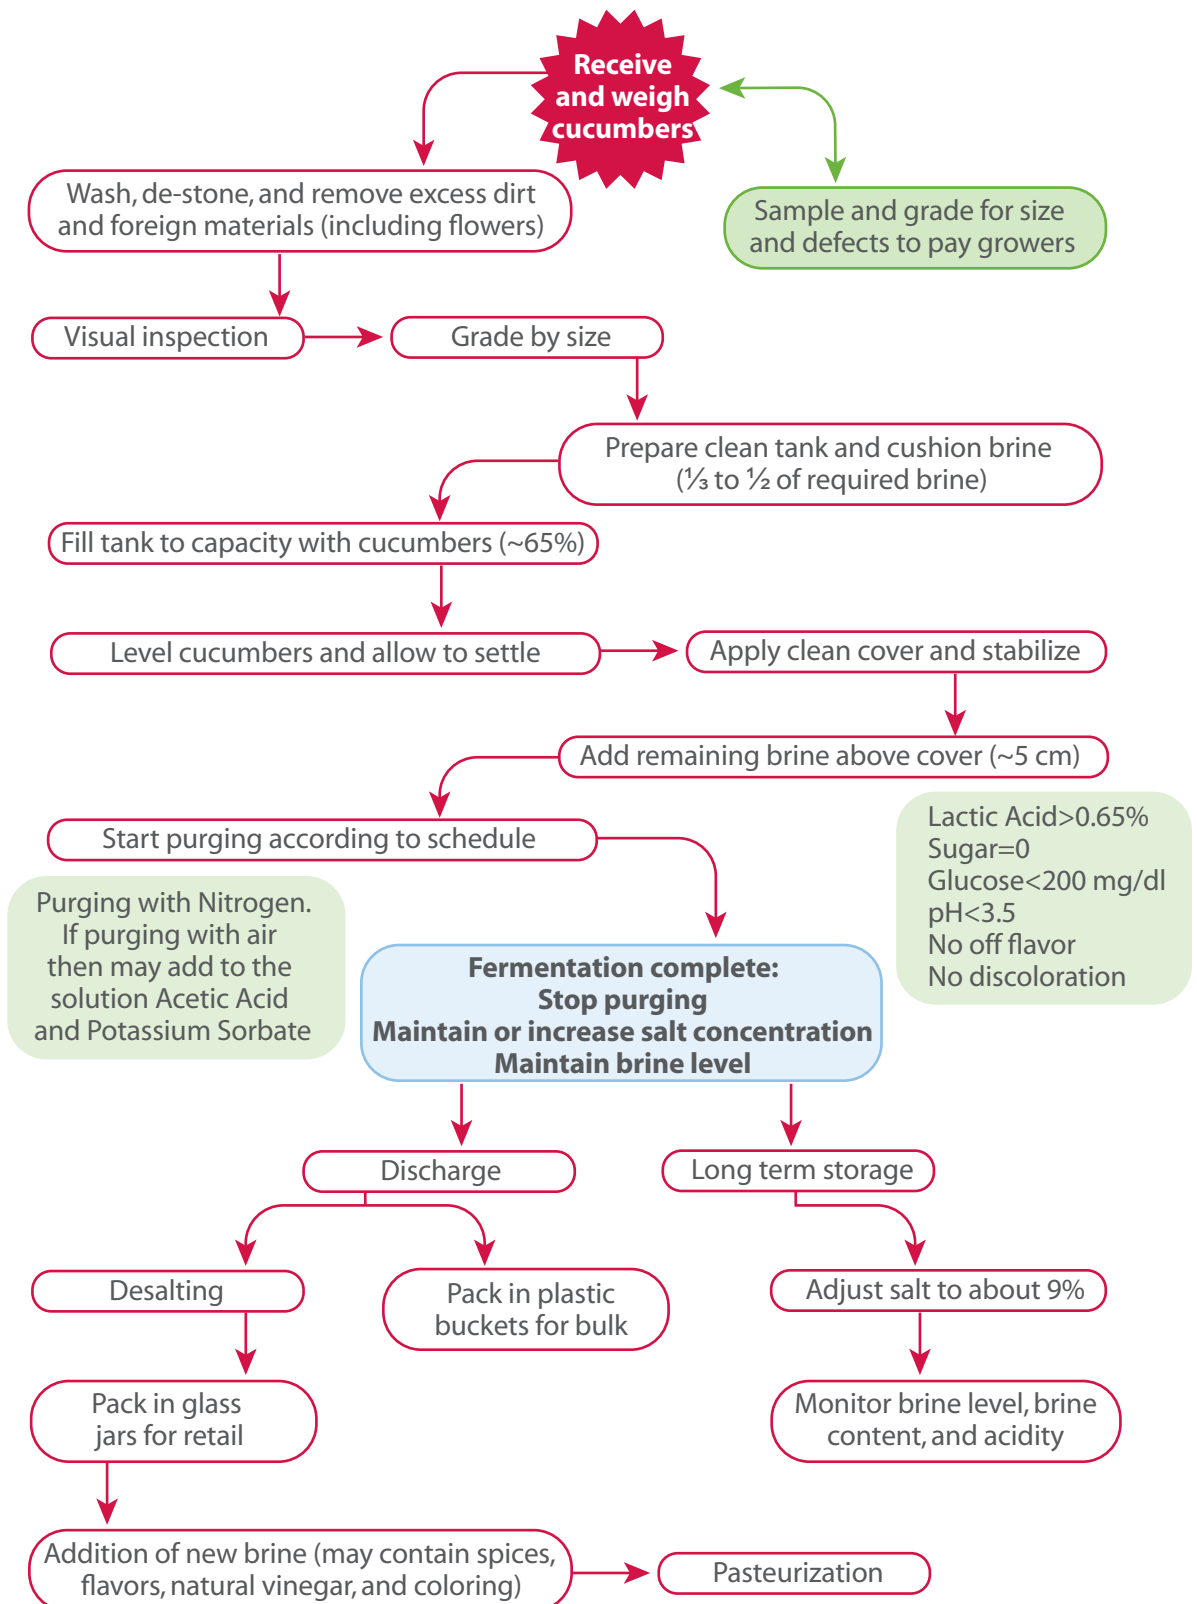 Receive
and weigh
cucumbers
Wash, de-stone, and remove excess dirt
and foreign materials (including flowers)
Sample and grade for size
and defects to pay growers
Visual inspection
Grade by size
Prepare clean tank and cushion brine
(⅓ to ½ of required brine)
Fill tank to capacity with cucumbers (~65%)
Level cucumbers and allow to settle
Apply clean cover and stabilize
Add remaining brine above cover (~5 cm)
Start purging according to schedule
Lactic Acid>0.65%
Sugar=0
Glucose<200 mg/dl
pH<3.5
No off flavor
No discoloration
Purging with Nitrogen.
If purging with air
then may add to the
solution Acetic Acid
and Potassium Sorbate
Fermentation complete:
Stop purging
Maintain or increase salt concentration
Maintain brine level
Discharge
Long term storage
Desalting
Pack in plastic
buckets for bulk
Adjust salt to about 9%
Pack in glass
jars for retail
Monitor brine level, brine
content, and acidity
Addition of new brine (may contain spices,
flavors, natural vinegar, and coloring)
Pasteurization